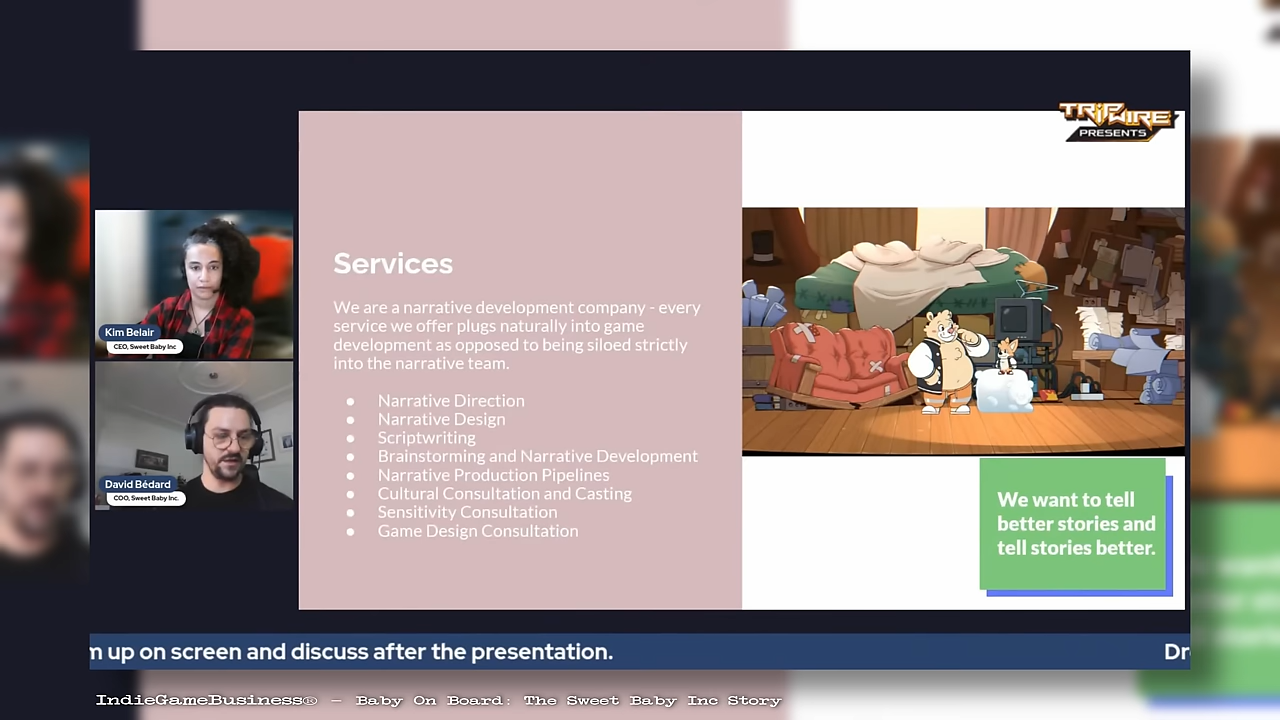 TRIPWIRE
PRESENTS
Services
We are a narrative development company - every
service we offer plugs naturally into game
development as opposed to being siloed strictly
into the narrative team.
● Narrative Direction
● Narrative Design
● Scriptwriting
● Brainstorming and Narrative Development
● Narrative Production Pipelines
● Cultural Consultation and Casting
● Sensitivity Consultation
● Game Design Consultation
Kim Belair
CEO, Sweet Baby Inc
David Bédard
COO, Sweet Baby Inc.
We want to tell
better stories and
tell stories better.
m up on screen and discuss after the presentation. Dr
IndieGameBusiness® - Baby On Board: The Sweet Baby Inc Story